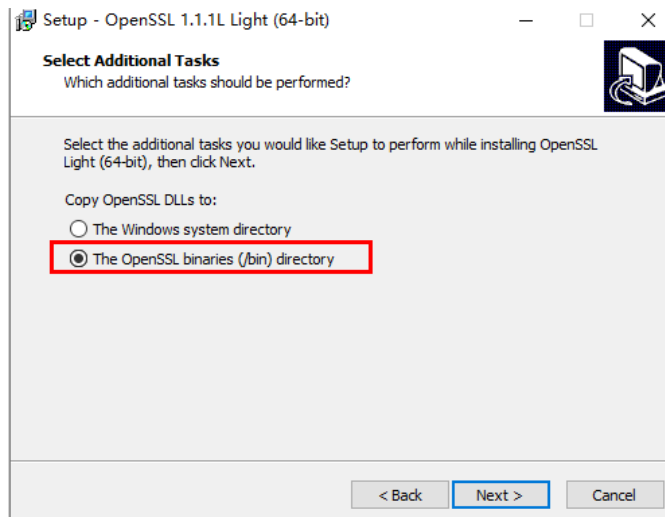 Setup - OpenSSL 1.1.1L Light (64-bit)
Select Additional Tasks
Which additional tasks should be performed?
Select the additional tasks you would like Setup to perform while installing OpenSSL
Light (64-bit), then click Next.
Copy OpenSSL DLLs to:
The Windows system directory
The OpenSSL binaries (/bin) directory
< Back
Next >
Cancel